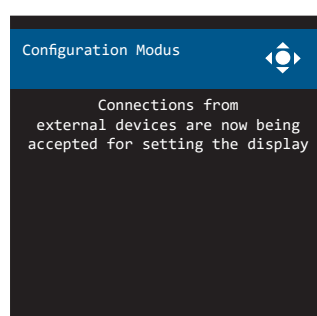 Configuration Modus
Connections from
external devices are now being
accepted for setting the display